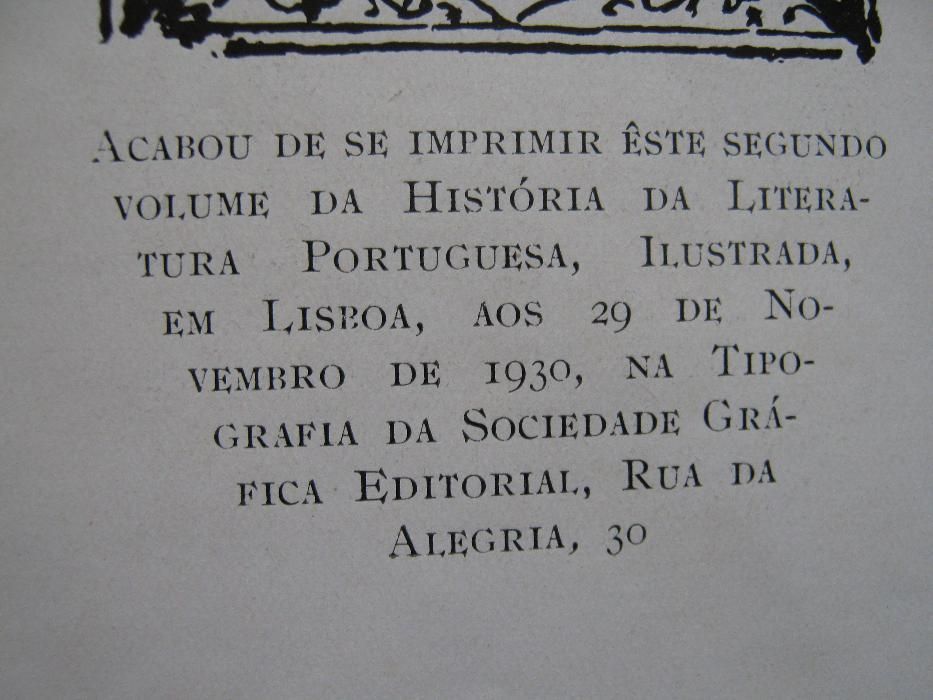 ACABOU DE SE IMPRIMIR ÊSTE SEGUNDO
VOLUME DA HISTÓRIA DA LITERA-
TURA PORTUGUESA, ILUSTRADA,
EM LISBOA, AOS 29 DE NO-
VEMBRO DE 1930, NA TIPO-
GRAFIA DA SOCIEDADE GRÁ-
FICA EDITORIAL, RUA DA
ALEGRIA, 30